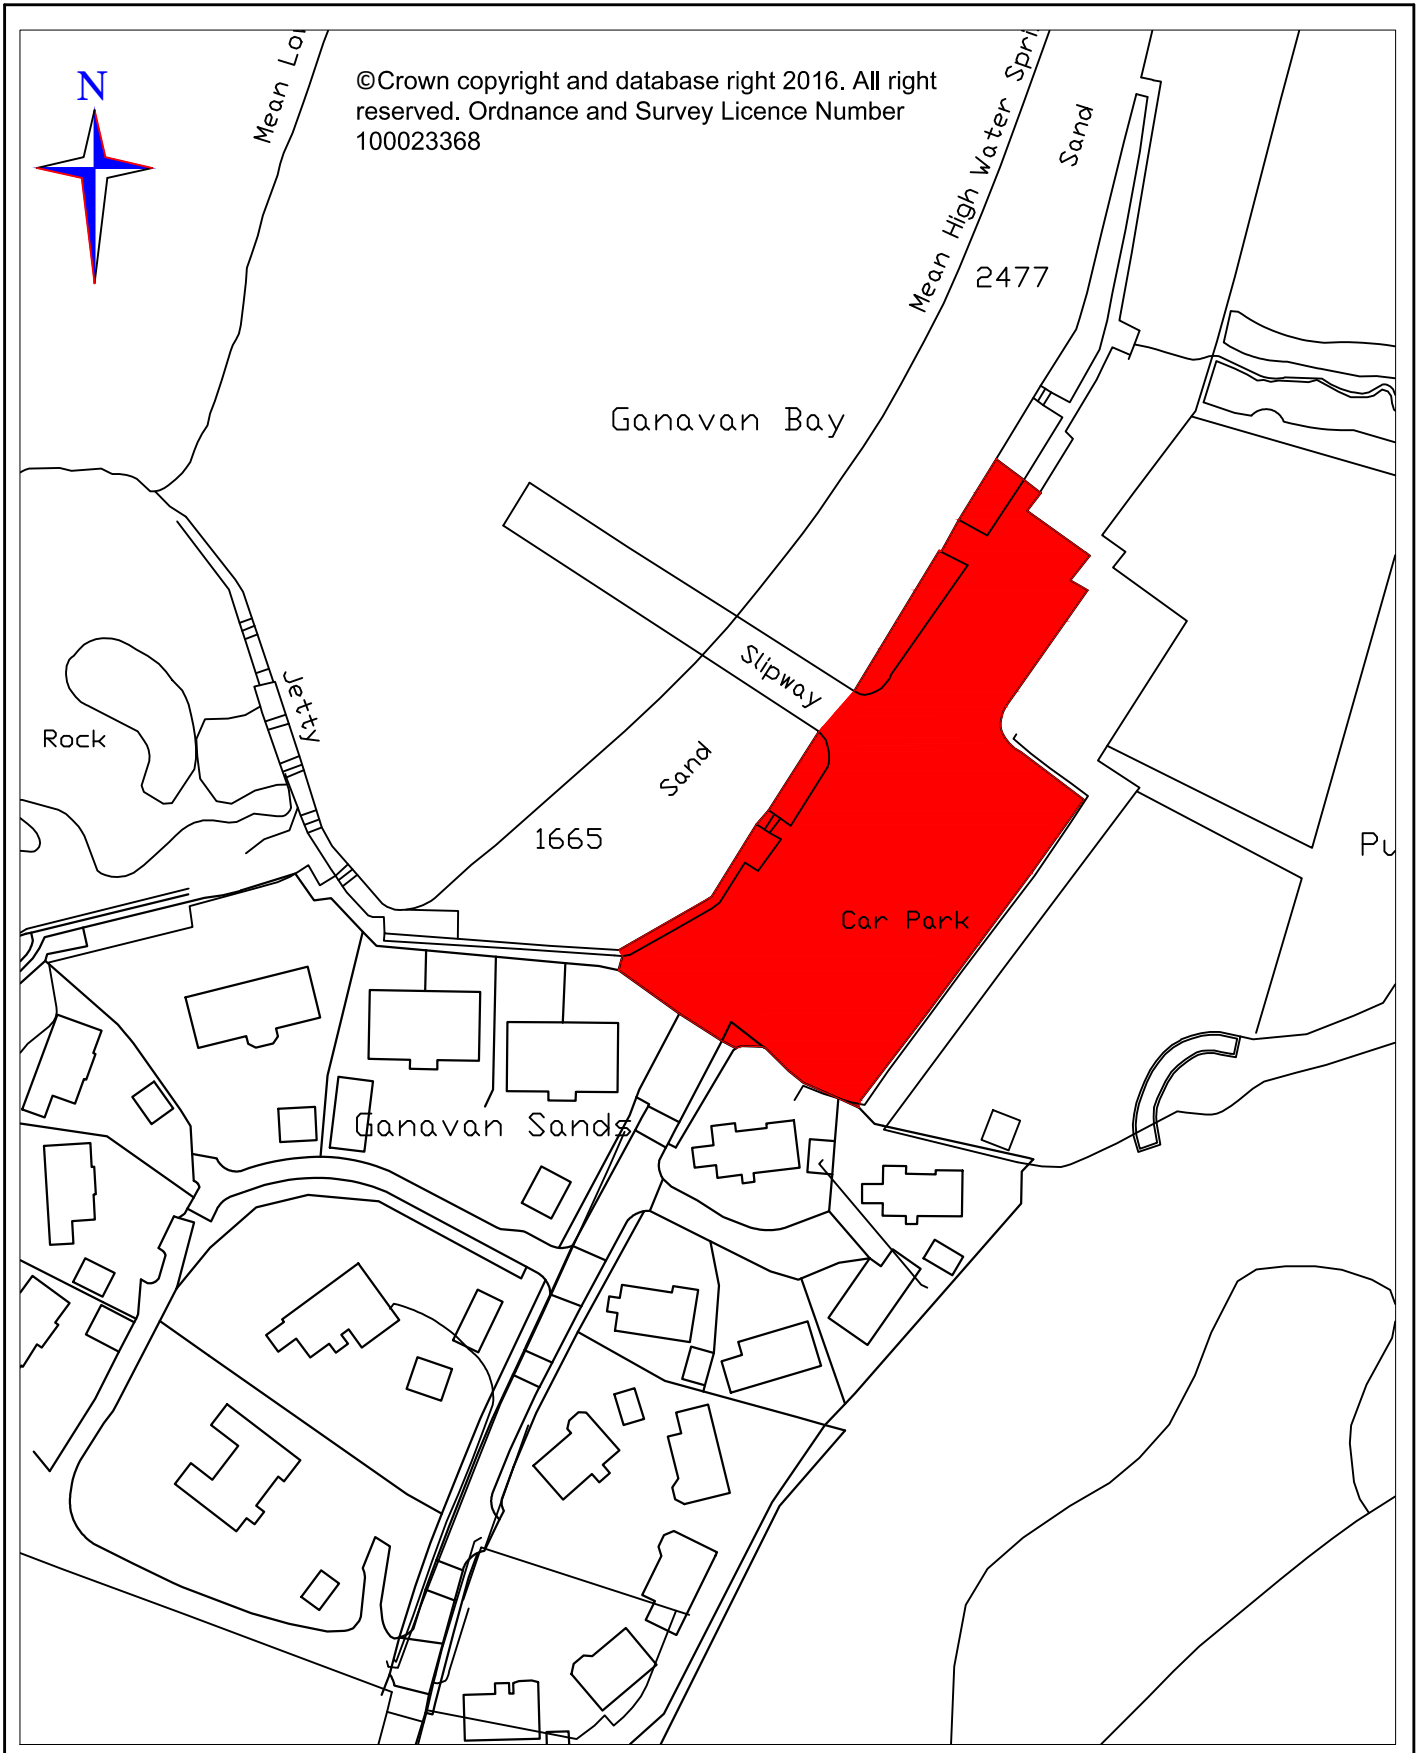 N
©Crown copyright and database right 2016. All right
reserved. Ordnance and Survey Licence Number
100023368
Mean
Mean High Water
Sand
2477
Ganavan Bay
Slipway
Jetty
Rock
Sand
1665
Car Park
Ganavan Sands